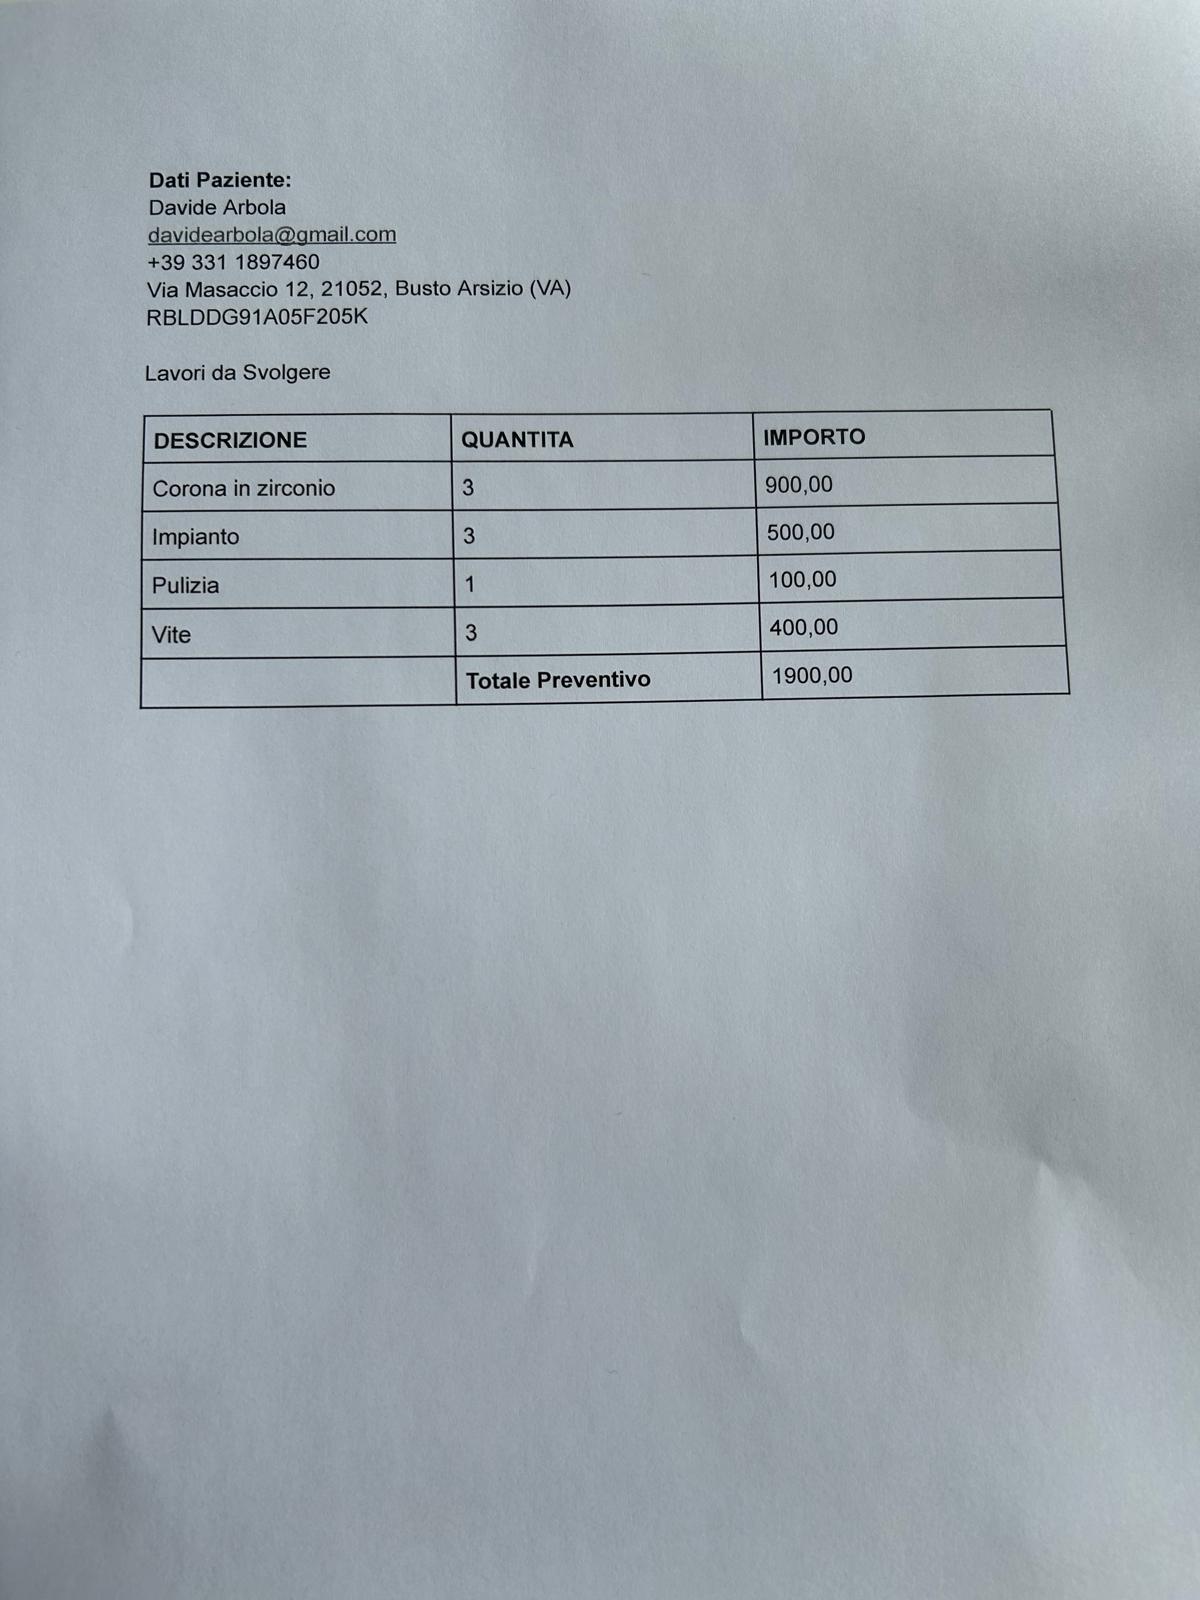 Dati Paziente:
Davide Arbola
davidearbola@gmail.com
+39 331 1897460
Via Masaccio 12, 21052, Busto Arsizio (VA)
RBLDDG91A05F205K
Lavori da Svolgere
DESCRIZIONE QUANTITA IMPORTO
Corona in zirconio 3 900,00
Impianto 3 500,00
Pulizia 1 100,00
Vite 3 400,00
Totale Preventivo 1900,00